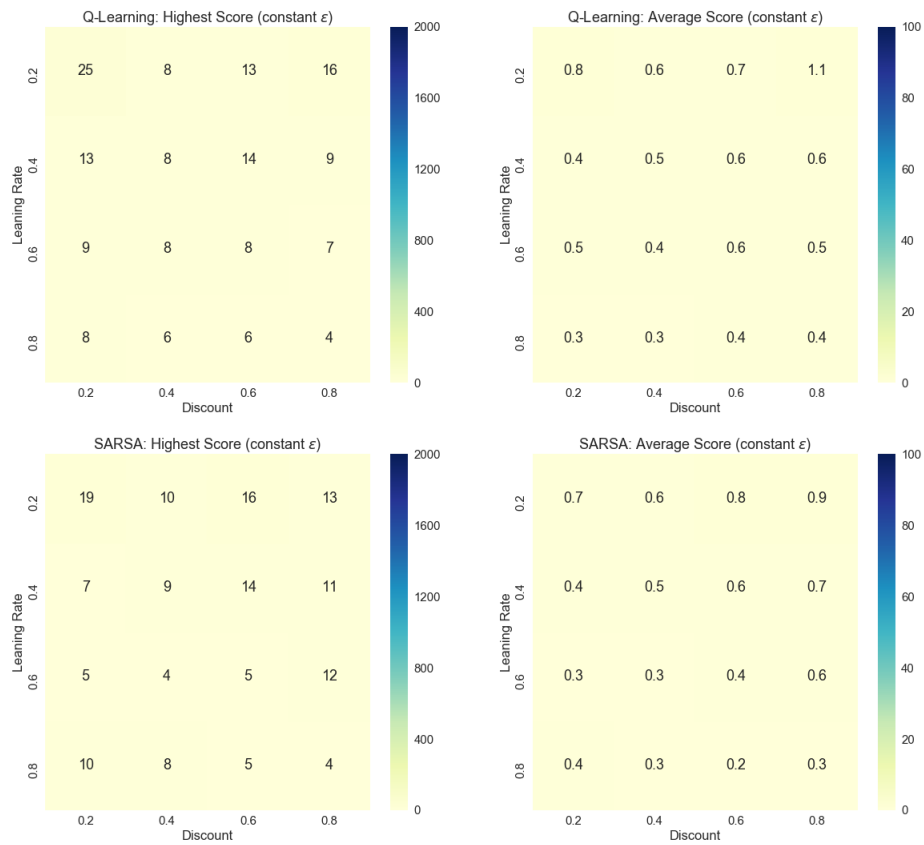 Q-Learning: Highest Score (constant ε)
2000
1600
1200
800
400
0
0.2
0.4
0.6
0.8
Leaning Rate
25 8 13 16
13 8 14 9
9 8 8 7
8 6 6 4
0.2 0.4 0.6 0.8
Discount
Q-Learning: Average Score (constant ε)
100
80
60
40
20
0
0.2
0.4
0.6
0.8
Leaning Rate
0.8 0.6 0.7 1.1
0.4 0.5 0.6 0.6
0.5 0.4 0.6 0.5
0.3 0.3 0.4 0.4
0.2 0.4 0.6 0.8
Discount
SARSA: Highest Score (constant ε)
2000
1600
1200
800
400
0
0.2
0.4
0.6
0.8
Leaning Rate
19 10 16 13
7 9 14 11
5 4 5 12
10 8 5 4
0.2 0.4 0.6 0.8
Discount
SARSA: Average Score (constant ε)
100
80
60
40
20
0
0.2
0.4
0.6
0.8
Leaning Rate
0.7 0.6 0.8 0.9
0.4 0.5 0.6 0.7
0.3 0.3 0.4 0.6
0.4 0.3 0.2 0.3
0.2 0.4 0.6 0.8
Discount